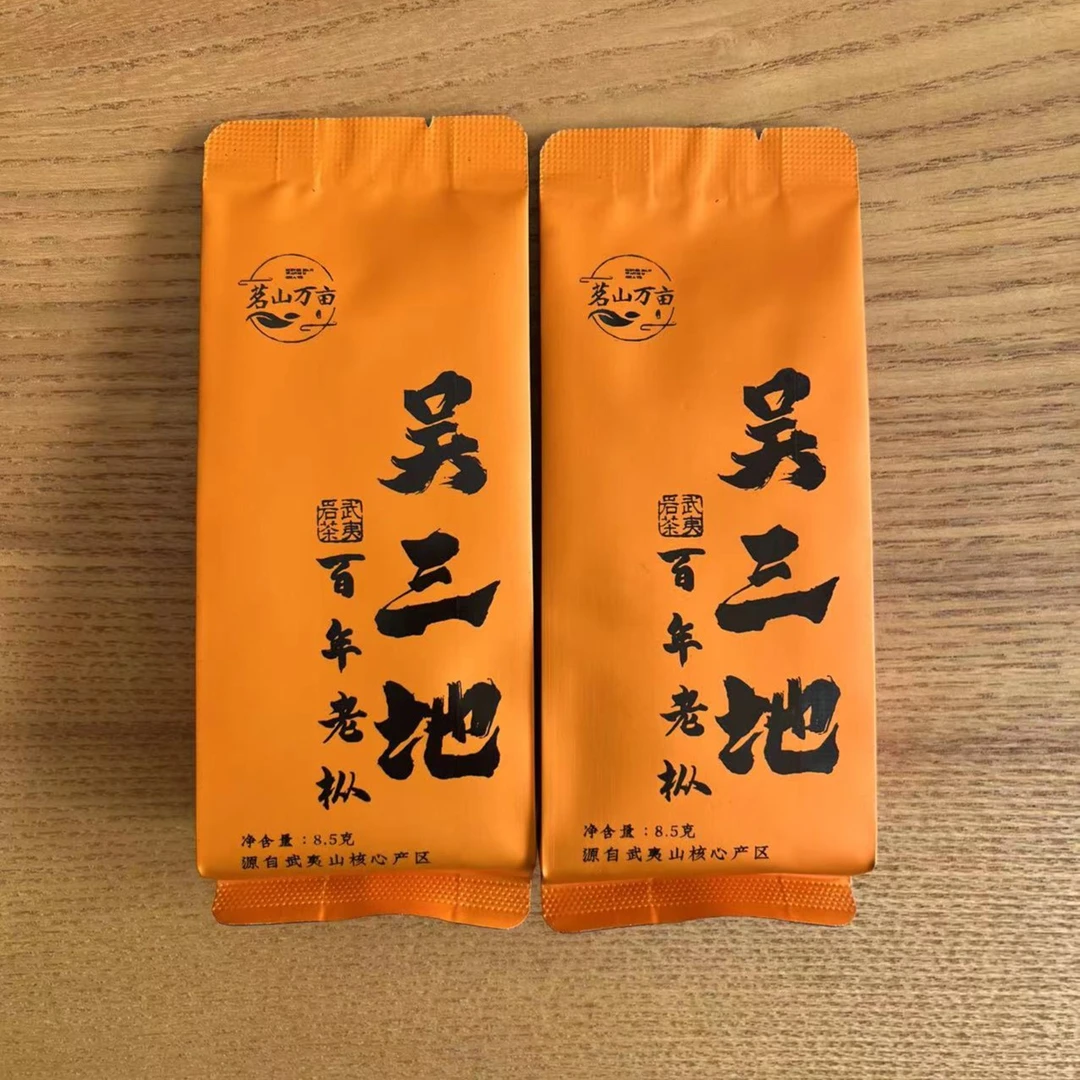 茗山万亩
吴三地
武夷岩茶
百年老枞
净含量：8.5克
源自武夷山核心产区
茗山万亩
吴三地
武夷岩茶
百年老枞
净含量：8.5克
源自武夷山核心产区